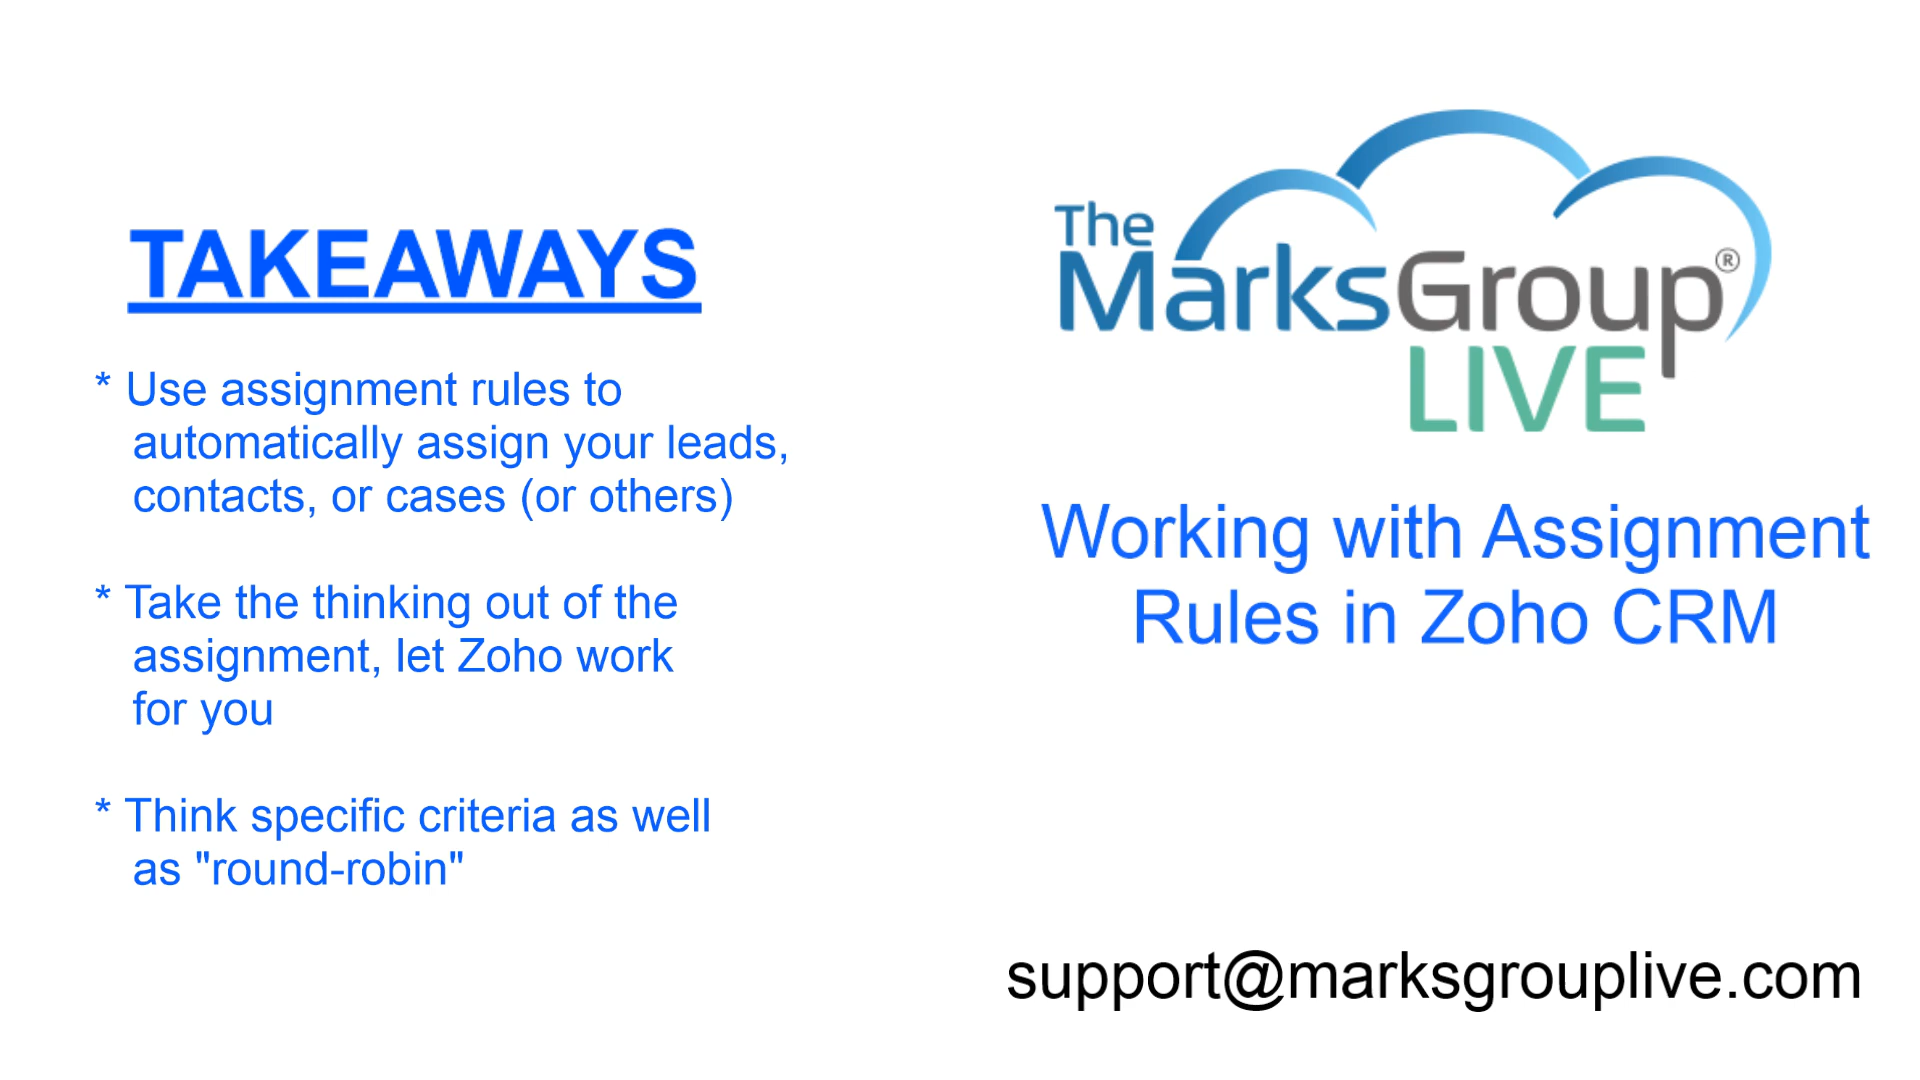 TAKEAWAYS
* Use assignment rules to
automatically assign your leads,
contacts, or cases (or others)
* Take the thinking out of the
assignment, let Zoho work
for you
* Think specific criteria as well
as "round-robin"
The
MarksGroup®
LIVE
Working with Assignment
Rules in Zoho CRM
support@marksgrouplive.com